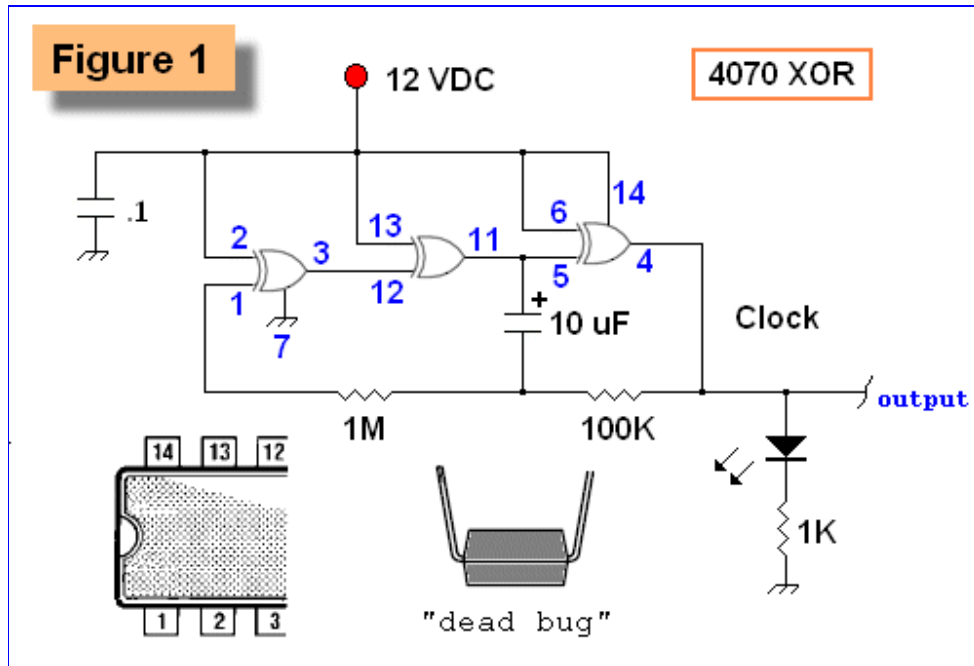 Figure 1
12 VDC
4070 XOR
.1
2
3
1
7
13
11
12
14
6
5
4
+
10 uF
Clock
output
1M
100K
1K
14 13 12
1 2 3
"dead bug"